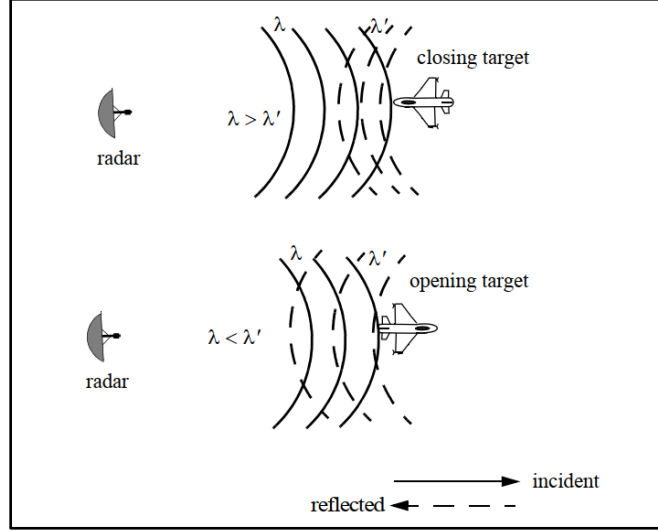 λ λ′
closing target
λ > λ′
radar
λ λ′
opening target
λ < λ′
radar
incident
reflected